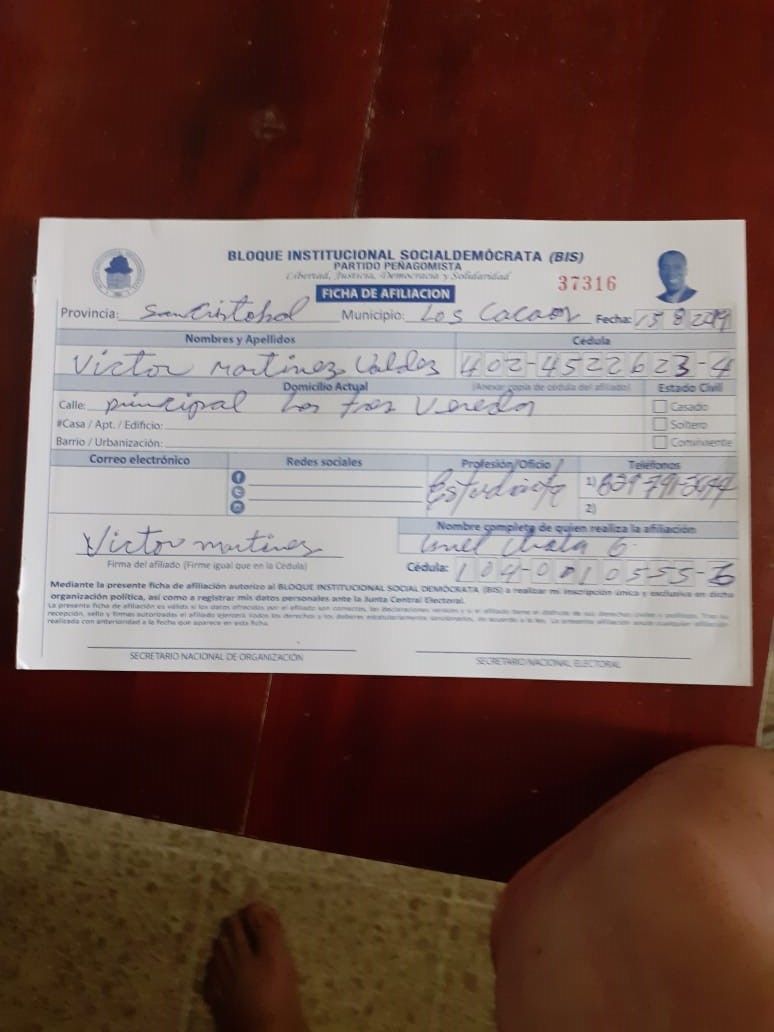 BLOQUE INSTITUCIONAL SOCIALDEMÓCRATA (BIS)
PARTIDO PEÑAGOMISTA
Libertad, Justicia, Democracia y Solidaridad
37316
FICHA DE AFILIACION
Provincia: San Cristobal Municipio: Los Cacaos Fecha: 15 8 2019
Nombres y Apellidos Cédula
Victor Martinez Valdez 402-4522623-4
Domicilio Actual (Anexar copia de cédula del afiliado) Estado Civil
Calle: principal Los tres Veredas Casado
#Casa / Apt. / Edificio: Soltero
Barrio / Urbanización: Conviviente
Correo electrónico Redes sociales Profesión/Oficio Teléfonos
Estudiante 1)
2)
Nombre completo de quien realiza la afiliación
Victor martines
Firma del afiliado (Firme igual que en la Cédula) Cédula: 104-0010555-6
Mediante la presente ficha de afiliación autorizo al BLOQUE INSTITUCIONAL SOCIAL DEMÓCRATA (BIS) a realizar mi inscripción única y exclusiva en dicha
organización política, así como a registrar mis datos personales ante la Junta Central Electoral.
SECRETARIO NACIONAL DE ORGANIZACIÓN SECRETARIO NACIONAL ELECTORAL